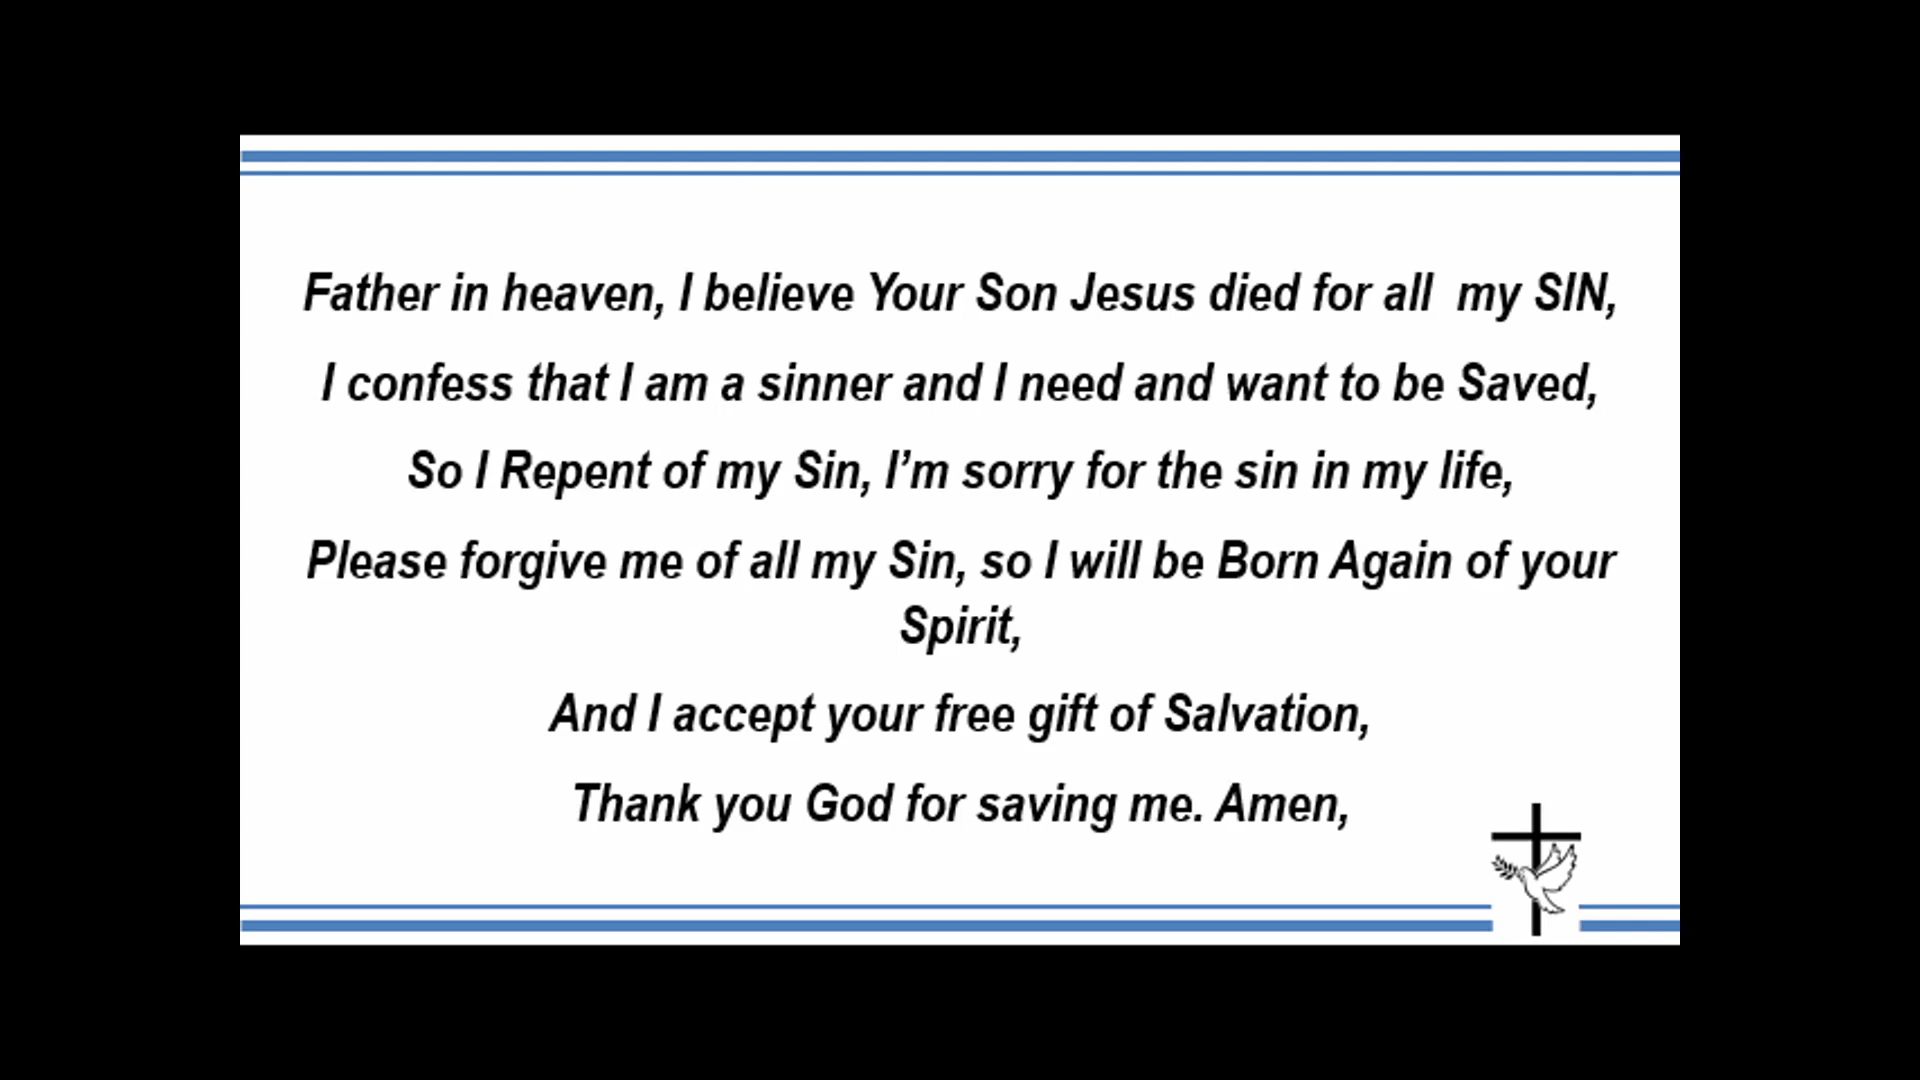 Father in heaven, I believe Your Son Jesus died for all  my SIN,
I confess that I am a sinner and I need and want to be Saved,
So I Repent of my Sin, I’m sorry for the sin in my life,
Please forgive me of all my Sin, so I will be Born Again of your
Spirit,
And I accept your free gift of Salvation,
Thank you God for saving me. Amen,